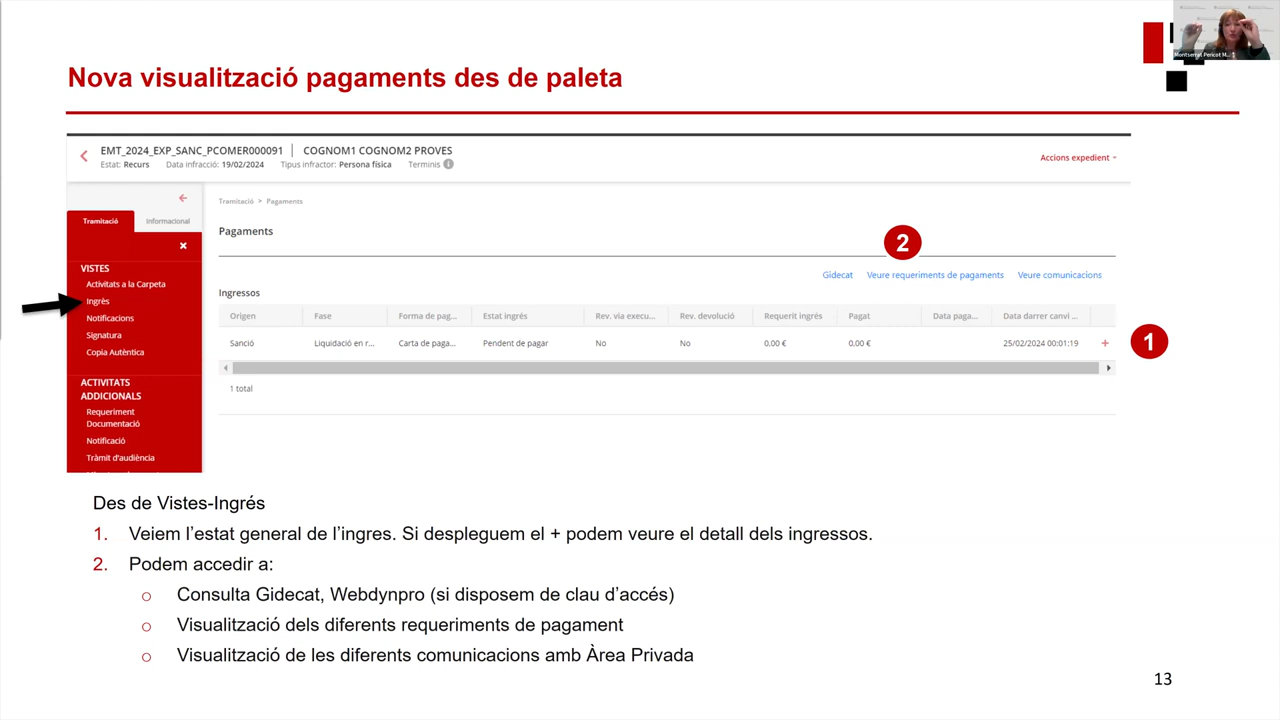 Montserrat Pericot M...
Nova visualització pagaments des de paleta
EMT_2024_EXP_SANC_PCOMER000091 | COGNOM1 COGNOM2 PROVES
Estat: Recurs Data infracció: 19/02/2024 Tipus infractor: Persona física Terminis i
Accions expedient
Tramitació Informacional
Tramitació > Pagaments
Pagaments
VISTES
Activitats a la Carpeta
Ingrès
Notificacions
Signatura
Copia Autèntica
ACTIVITATS
ADDICIONALS
Requeriment
Documentació
Notificació
Tràmit d'audiència
2
Gidecat Veure requeriments de pagaments Veure comunicacions
Ingressos
Origen Fase Forma de pag... Estat ingrés Rev. via execu... Rev. devolució Requerit ingrés Pagat Data paga... Data darrer canvi ...
Sanció Liquidació en r... Carta de paga... Pendent de pagar No No 0,00 € 0,00 € 25/02/2024 00:01:19 +
1
1 total
Des de Vistes-Ingrés
1. Veiem l'estat general de l'ingres. Si despleguem el + podem veure el detall dels ingressos.
2. Podem accedir a:
o Consulta Gidecat, Webdynpro (si disposem de clau d'accés)
o Visualització dels diferents requeriments de pagament
o Visualització de les diferents comunicacions amb Àrea Privada
13